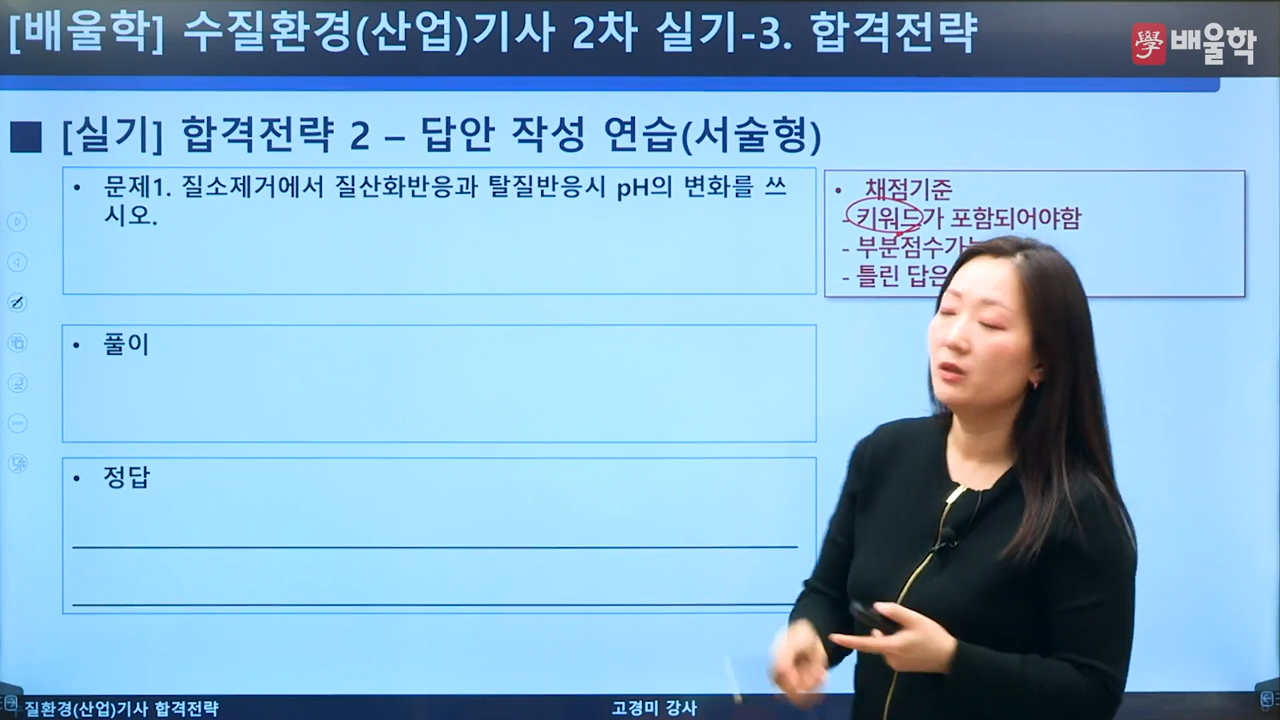 [배울학] 수질환경(산업)기사 2차 실기-3. 합격전략
學 배울학
■ [실기] 합격전략 2 – 답안 작성 연습(서술형)
• 문제1. 질소제거에서 질산화반응과 탈질반응시 pH의 변화를 쓰
시오.
• 채점기준
- 키워드가 포함되어야함
- 부분점수가능
- 틀린 답은
• 풀이
• 정답
질환경(산업)기사 합격전략
고경미 강사